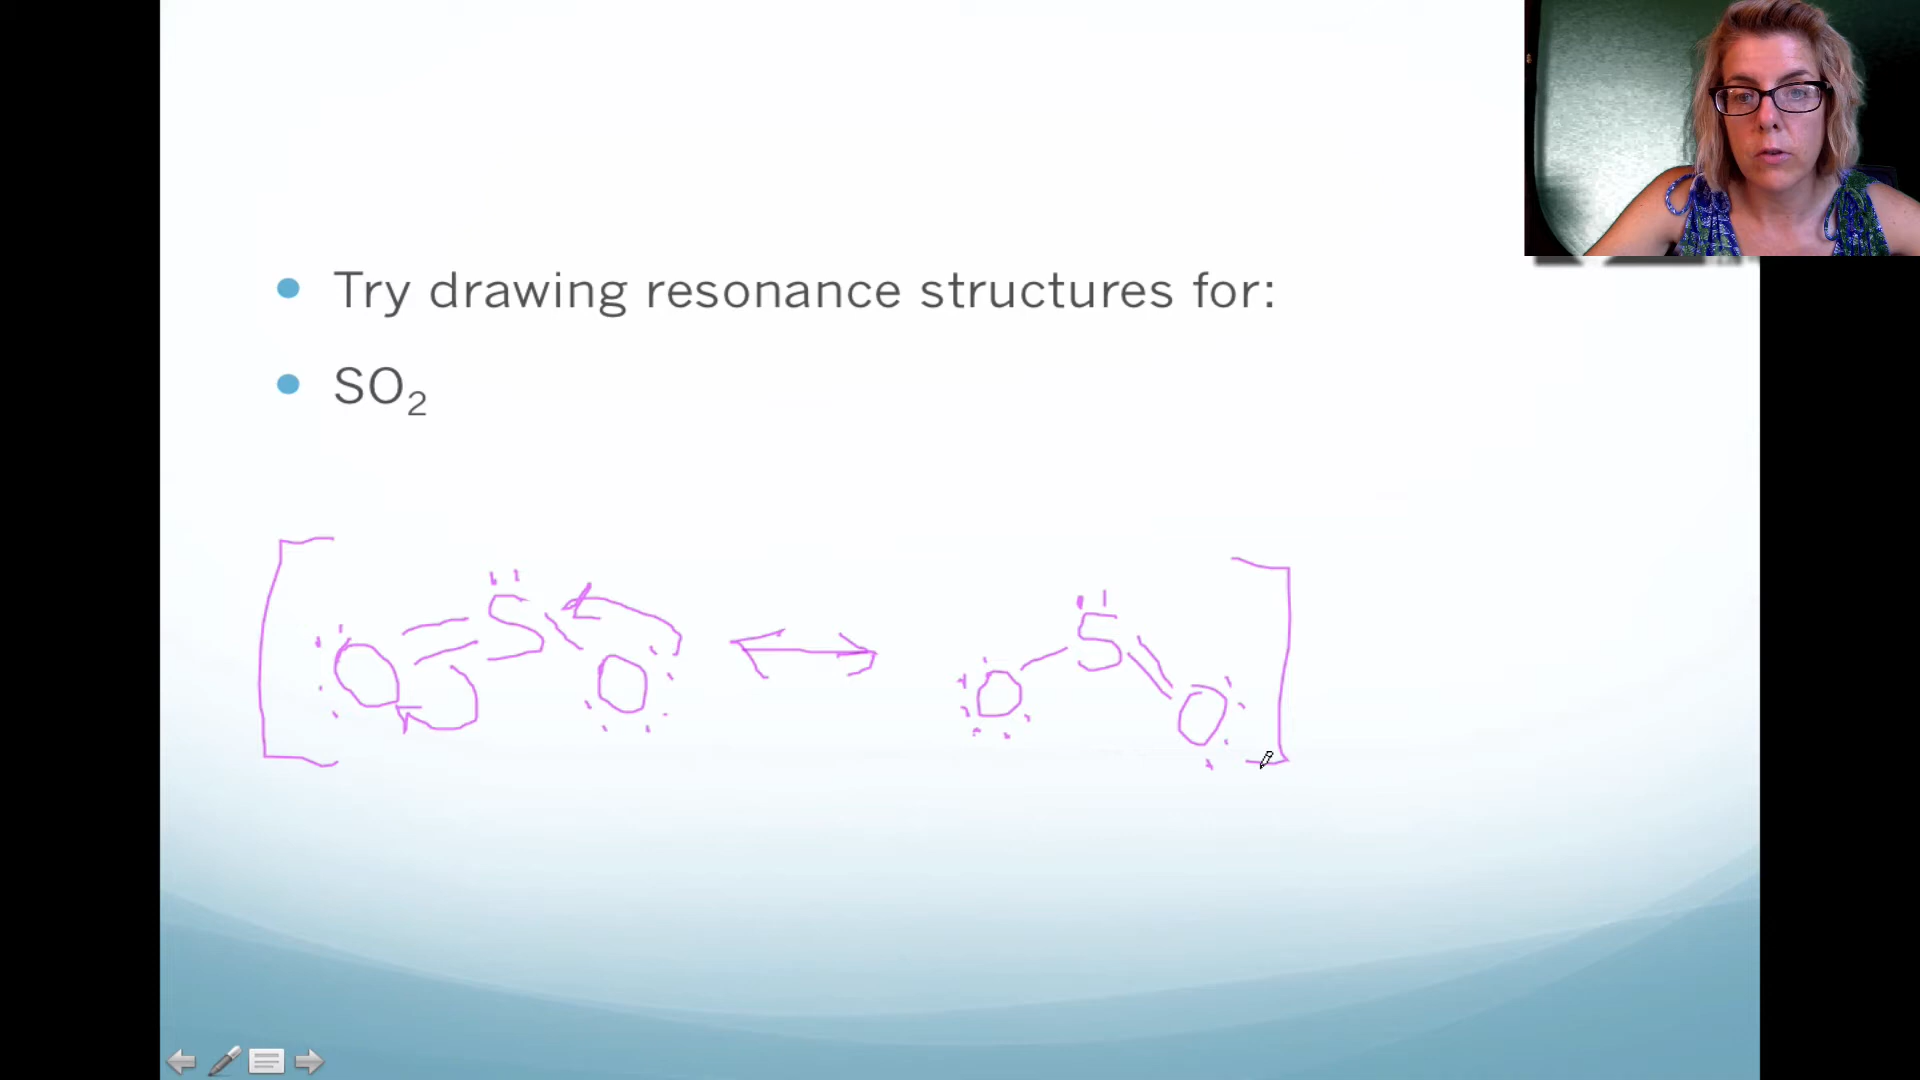 Try drawing resonance structures for:
SO₂
S S
O O O O